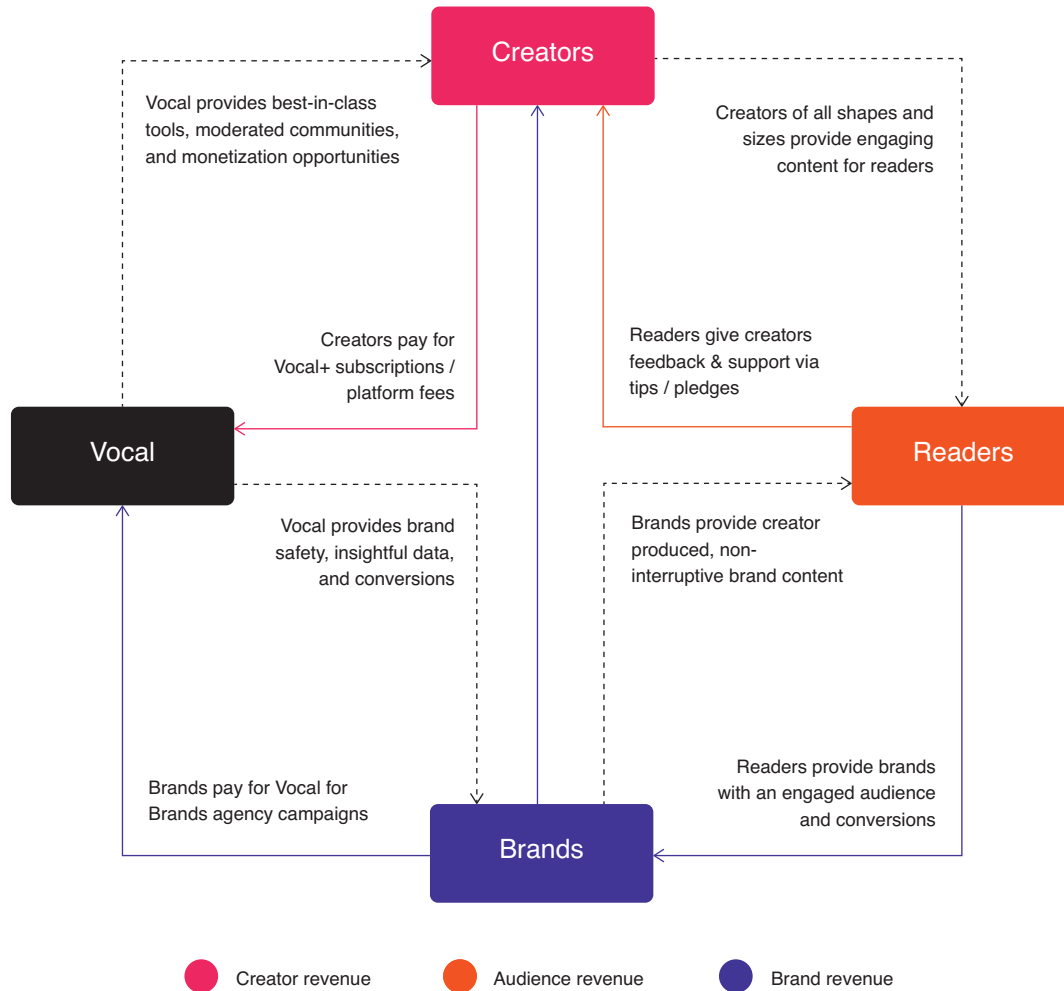 Creators
Vocal provides best-in-class
tools, moderated communities,
and monetization opportunities
Creators of all shapes and
sizes provide engaging
content for readers
Creators pay for
Vocal+ subscriptions /
platform fees
Readers give creators
feedback & support via
tips / pledges
Vocal
Readers
Vocal provides brand
safety, insightful data,
and conversions
Brands provide creator
produced, non-
interruptive brand content
Brands pay for Vocal for
Brands agency campaigns
Readers provide brands
with an engaged audience
and conversions
Brands
Creator revenue
Audience revenue
Brand revenue